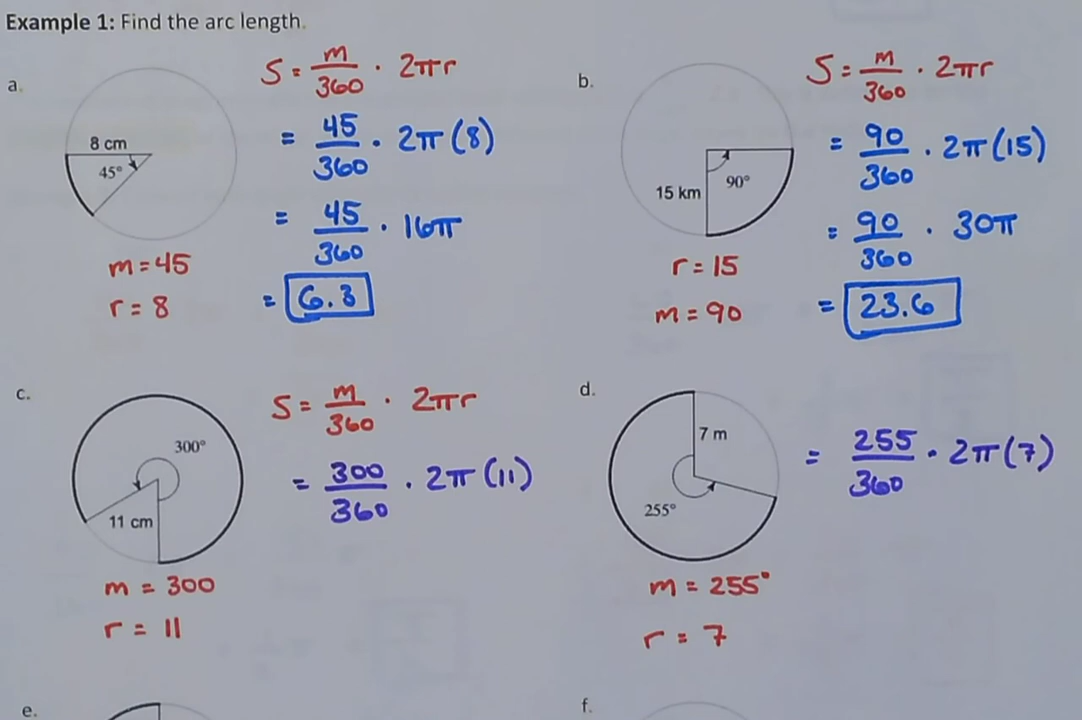 Example 1: Find the arc length.
a.
8 cm
45°
m = 45
r = 8
S = m/360 · 2πr
= 45/360 · 2π(8)
= 45/360 · 16π
= 6.3
b.
15 km
90°
r = 15
m = 90
S = m/360 · 2πr
= 90/360 · 2π(15)
= 90/360 · 30π
= 23.6
c.
300°
11 cm
m = 300
r = 11
S = m/360 · 2πr
= 300/360 · 2π(11)
d.
7 m
255°
m = 255°
r = 7
= 255/360 · 2π(7)
e.
f.